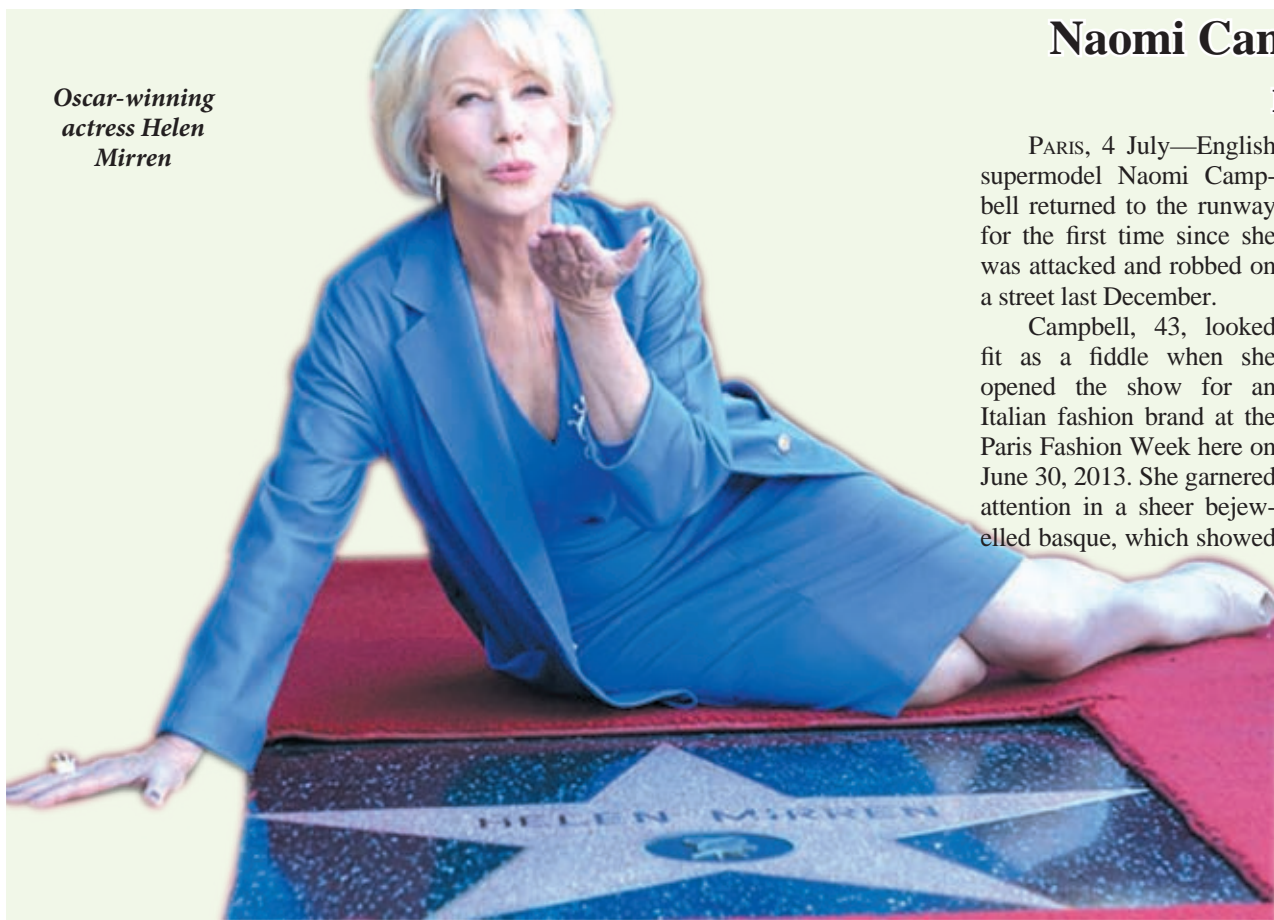 Oscar-winning
actress Helen
Mirren
Naomi Cam
PARIS, 4 July—English
supermodel Naomi Camp-
bell returned to the runway
for the first time since she
was attacked and robbed on
a street last December.
Campbell, 43, looked
fit as a fiddle when she
opened the show for an
Italian fashion brand at the
Paris Fashion Week here on
June 30, 2013. She garnered
attention in a sheer bejew-
elled basque, which showed
HELEN MIRREN